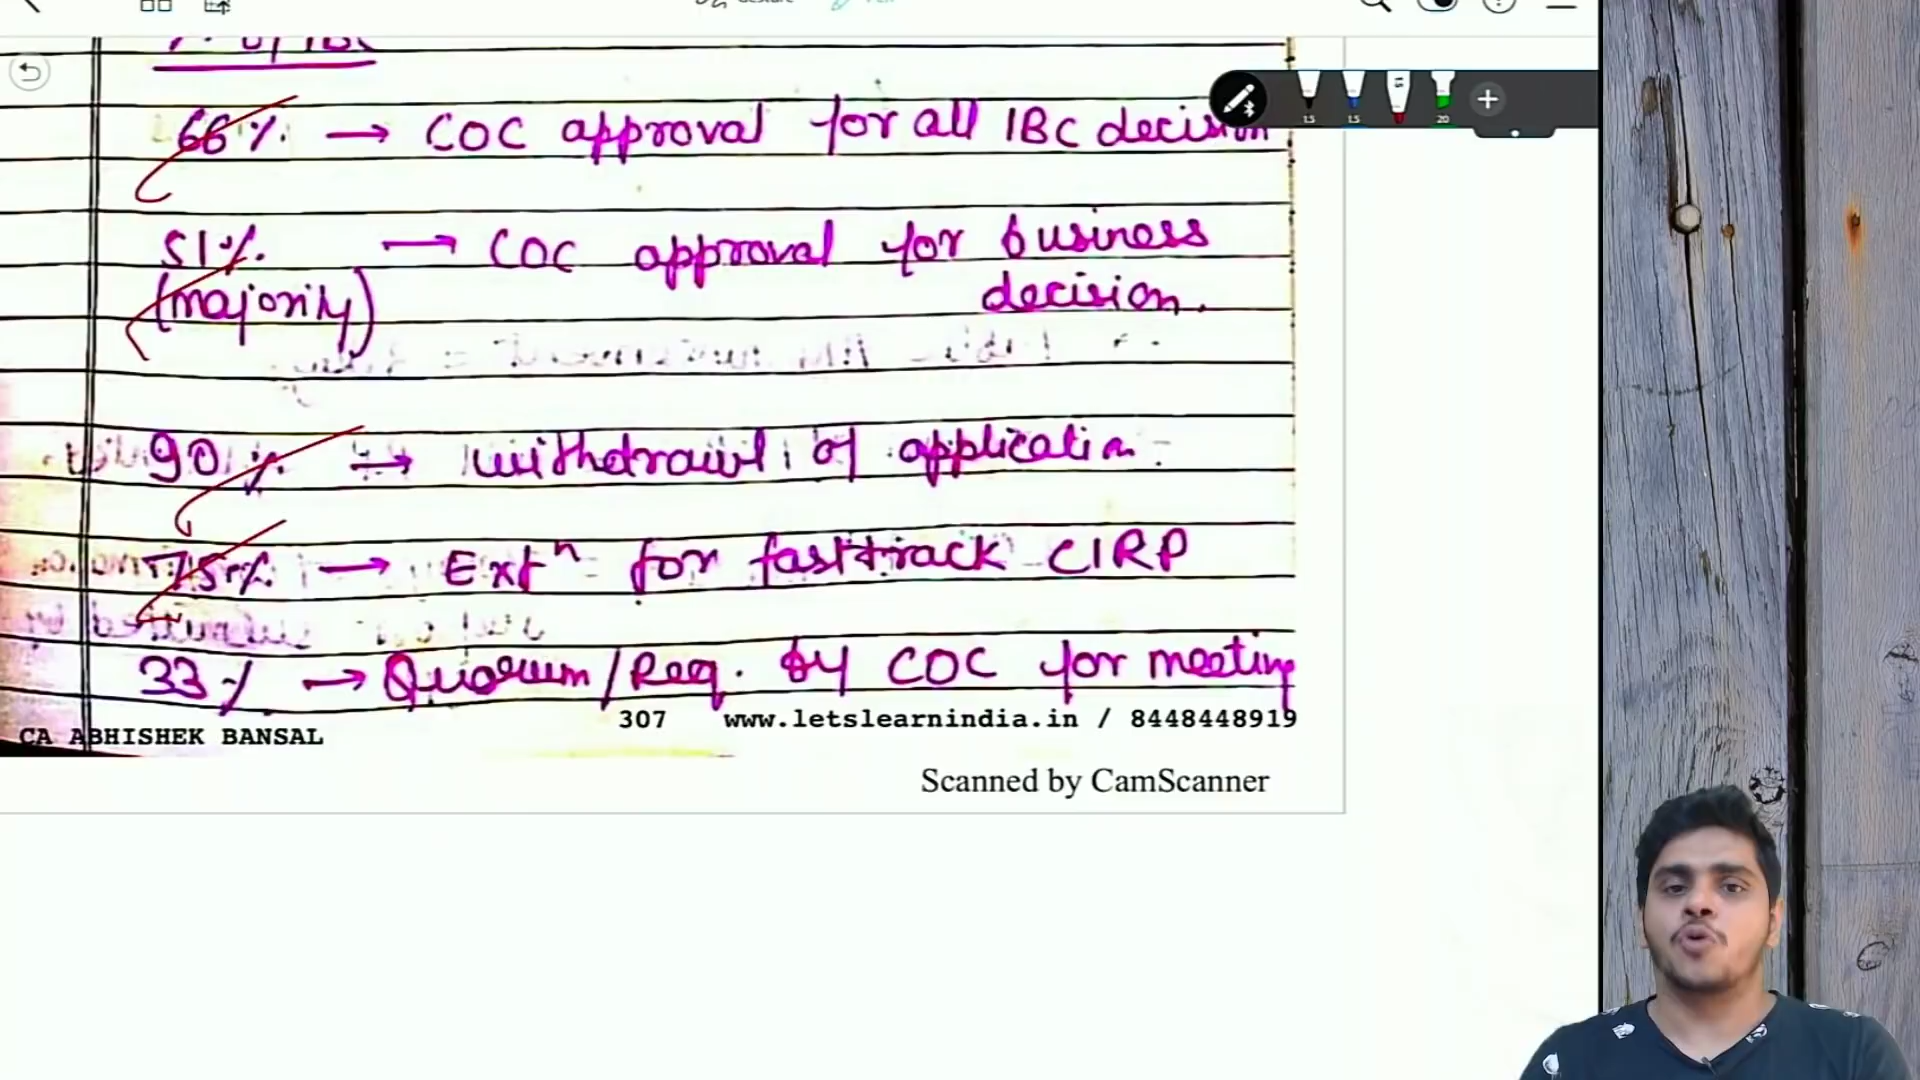 66% → COC approval for all IBC decision
51% → COC approval for business
(majority) decision.
90% → withdrawl of application
75% → Extⁿ for fasttrack CIRP
33% → Quorum/Req. by COC for meeting
CA ABHISHEK BANSAL 307 www.letslearnindia.in / 8448448919
Scanned by CamScanner